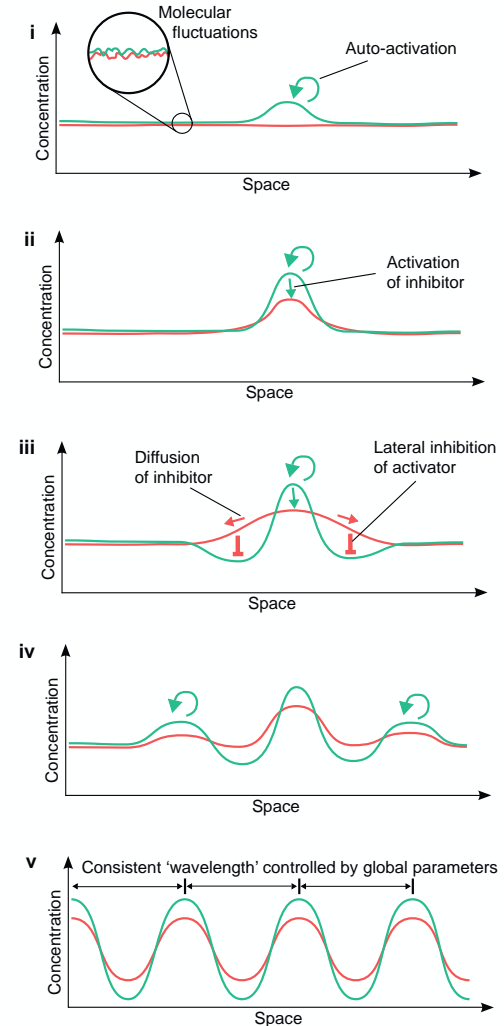 Molecular
fluctuations
i
Auto-activation
Concentration
Space
ii
Activation
of inhibitor
Concentration
Space
iii
Diffusion
of inhibitor
Lateral inhibition
of activator
Concentration
Space
iv
Concentration
Space
v
Consistent ‘wavelength’ controlled by global parameters
Concentration
Space